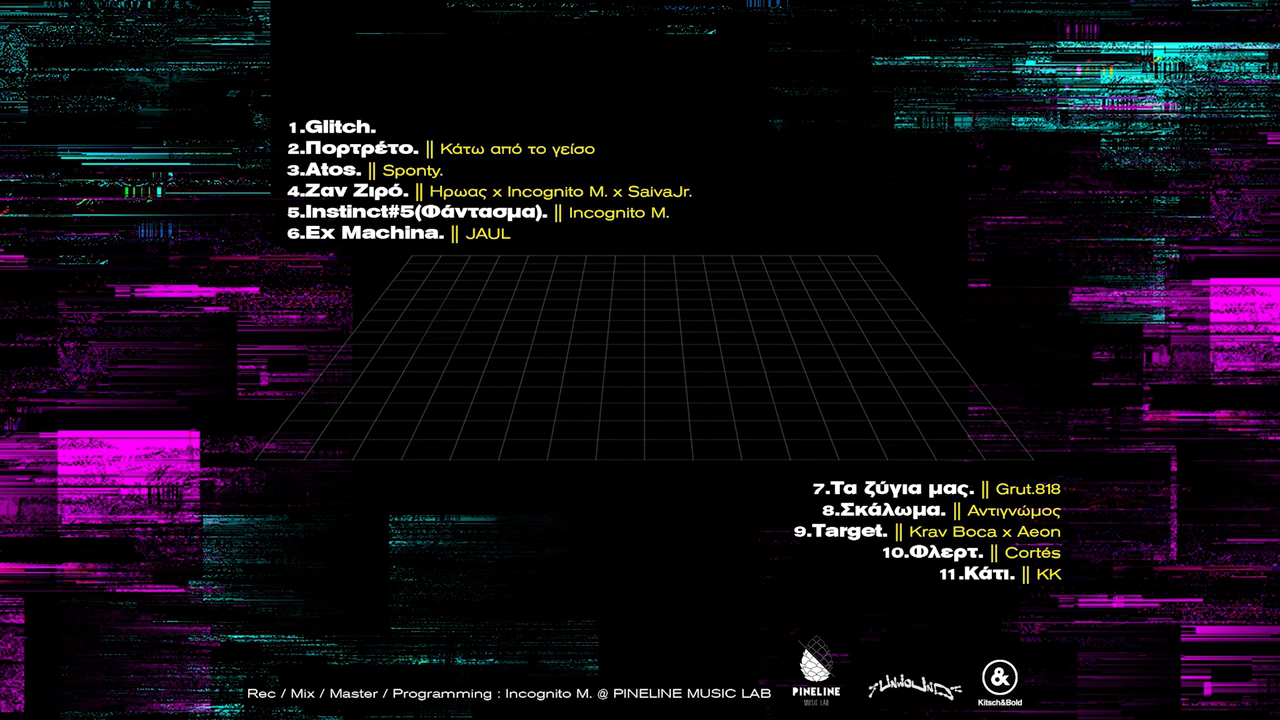 1.Glitch.
2.Πορτρέτο. || Κάτω από το γείσο
3.Atos. || Sponty.
4.Ζαν Ζιρό. || Ηρωας x Incognito M. x SaivaJr.
5.Instinct#5(Φάντασμα). || Incognito M.
6.Ex Machina. || JAUL
7.Τα ζύγια μας. || Grut.818
8.Σκάλωμα. || Αντιγνώμος
9.Target. || Krav Boca x Aeon
10.Φλερτ. || Cortés
11.Κάτι. || KK
Rec / Mix / Master / Programming : Incognito M. @ PINELINE MUSIC LAB
PINELINE
MUSIC LAB
&
Kitsch&Bold